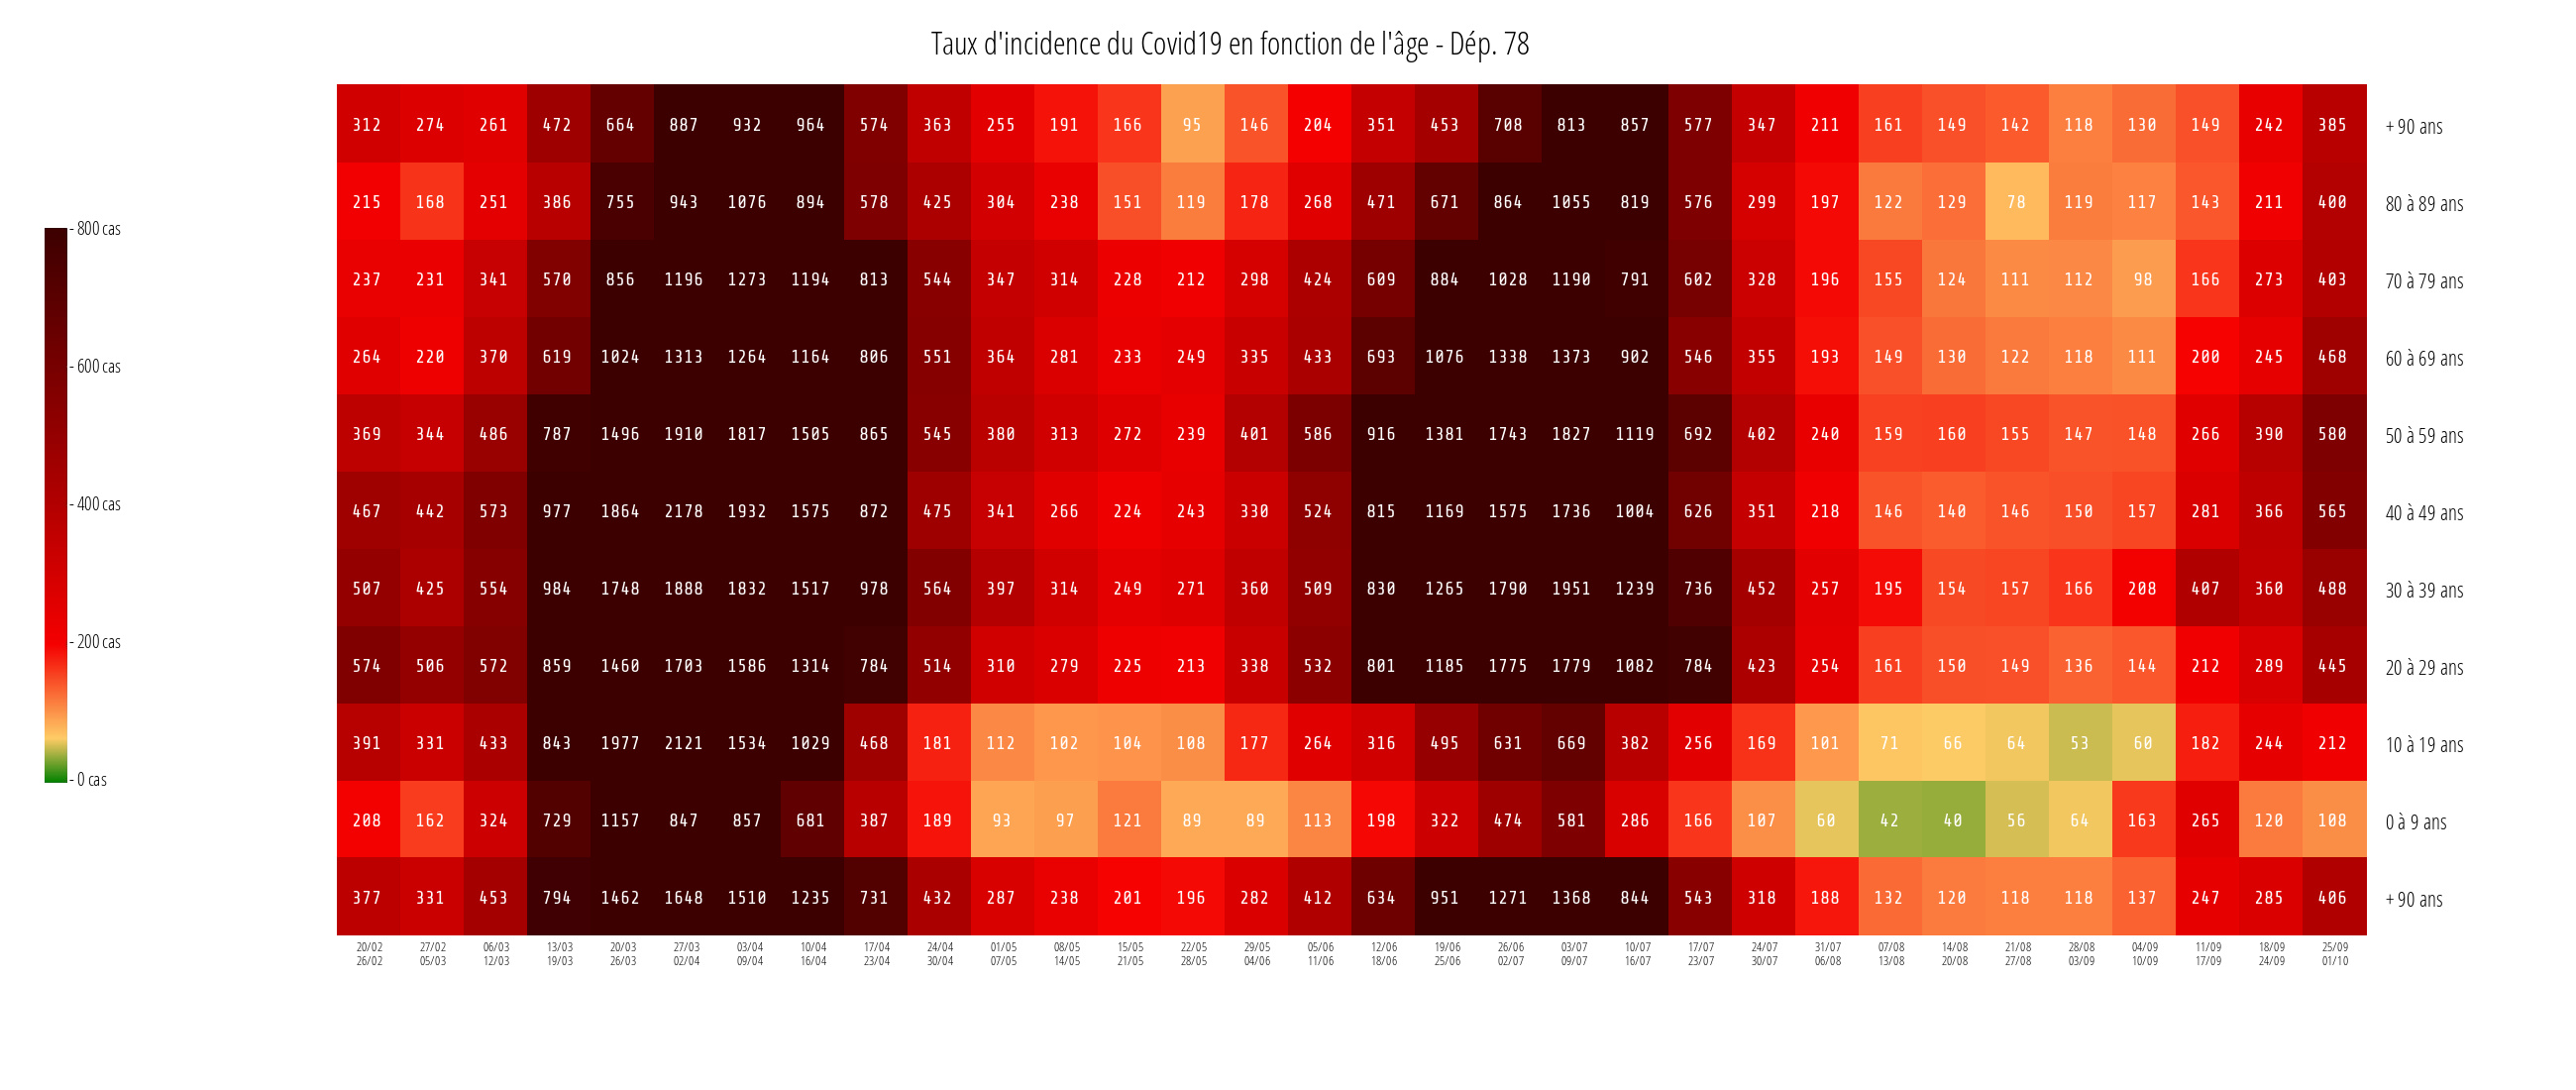 Taux d'incidence du Covid19 en fonction de l'âge - Dép. 78
312 274 261 472 664 887 932 964 574 363 255 191 166 95 146 204 351 453 708 813 857 577 347 211 161 149 142 118 130 149 242 385 + 90 ans
215 168 251 386 755 943 1076 894 578 425 304 238 151 119 178 268 471 671 864 1055 819 576 299 197 122 129 78 119 117 143 211 400 80 à 89 ans
237 231 341 570 856 1196 1273 1194 813 544 347 314 228 212 298 424 609 884 1028 1190 791 602 328 196 155 124 111 112 98 166 273 403 70 à 79 ans
264 220 370 619 1024 1313 1264 1164 806 551 364 281 233 249 335 433 693 1076 1338 1373 902 546 355 193 149 130 122 118 111 200 245 468 60 à 69 ans
369 344 486 787 1496 1910 1817 1505 865 545 380 313 272 239 401 586 916 1381 1743 1827 1119 692 402 240 159 160 155 147 148 266 390 580 50 à 59 ans
467 442 573 977 1864 2178 1932 1575 872 475 341 266 224 243 330 524 815 1169 1575 1736 1004 626 351 218 146 140 146 150 157 281 366 565 40 à 49 ans
507 425 554 984 1748 1888 1832 1517 978 564 397 314 249 271 360 509 830 1265 1790 1951 1239 736 452 257 195 154 157 166 208 407 360 488 30 à 39 ans
574 506 572 859 1460 1703 1586 1314 784 514 310 279 225 213 338 532 801 1185 1775 1779 1082 784 423 254 161 150 149 136 144 212 289 445 20 à 29 ans
391 331 433 843 1977 2121 1534 1029 468 181 112 102 104 108 177 264 316 495 631 669 382 256 169 101 71 66 64 53 60 182 244 212 10 à 19 ans
208 162 324 729 1157 847 857 681 387 189 93 97 121 89 89 113 198 322 474 581 286 166 107 60 42 40 56 64 163 265 120 108 0 à 9 ans
377 331 453 794 1462 1648 1510 1235 731 432 287 238 201 196 282 412 634 951 1271 1368 844 543 318 188 132 120 118 118 137 247 285 406 + 90 ans
20/02 27/02 06/03 13/03 20/03 27/03 03/04 10/04 17/04 24/04 01/05 08/05 15/05 22/05 29/05 05/06 12/06 19/06 26/06 03/07 10/07 17/07 24/07 31/07 07/08 14/08 21/08 28/08 04/09 11/09 18/09 25/09
26/02 05/03 12/03 19/03 26/03 02/04 09/04 16/04 23/04 30/04 07/05 14/05 21/05 28/05 04/06 11/06 18/06 25/06 02/07 09/07 16/07 23/07 30/07 06/08 13/08 20/08 27/08 03/09 10/09 17/09 24/09 01/10
- 800 cas
- 600 cas
- 400 cas
- 200 cas
- 0 cas